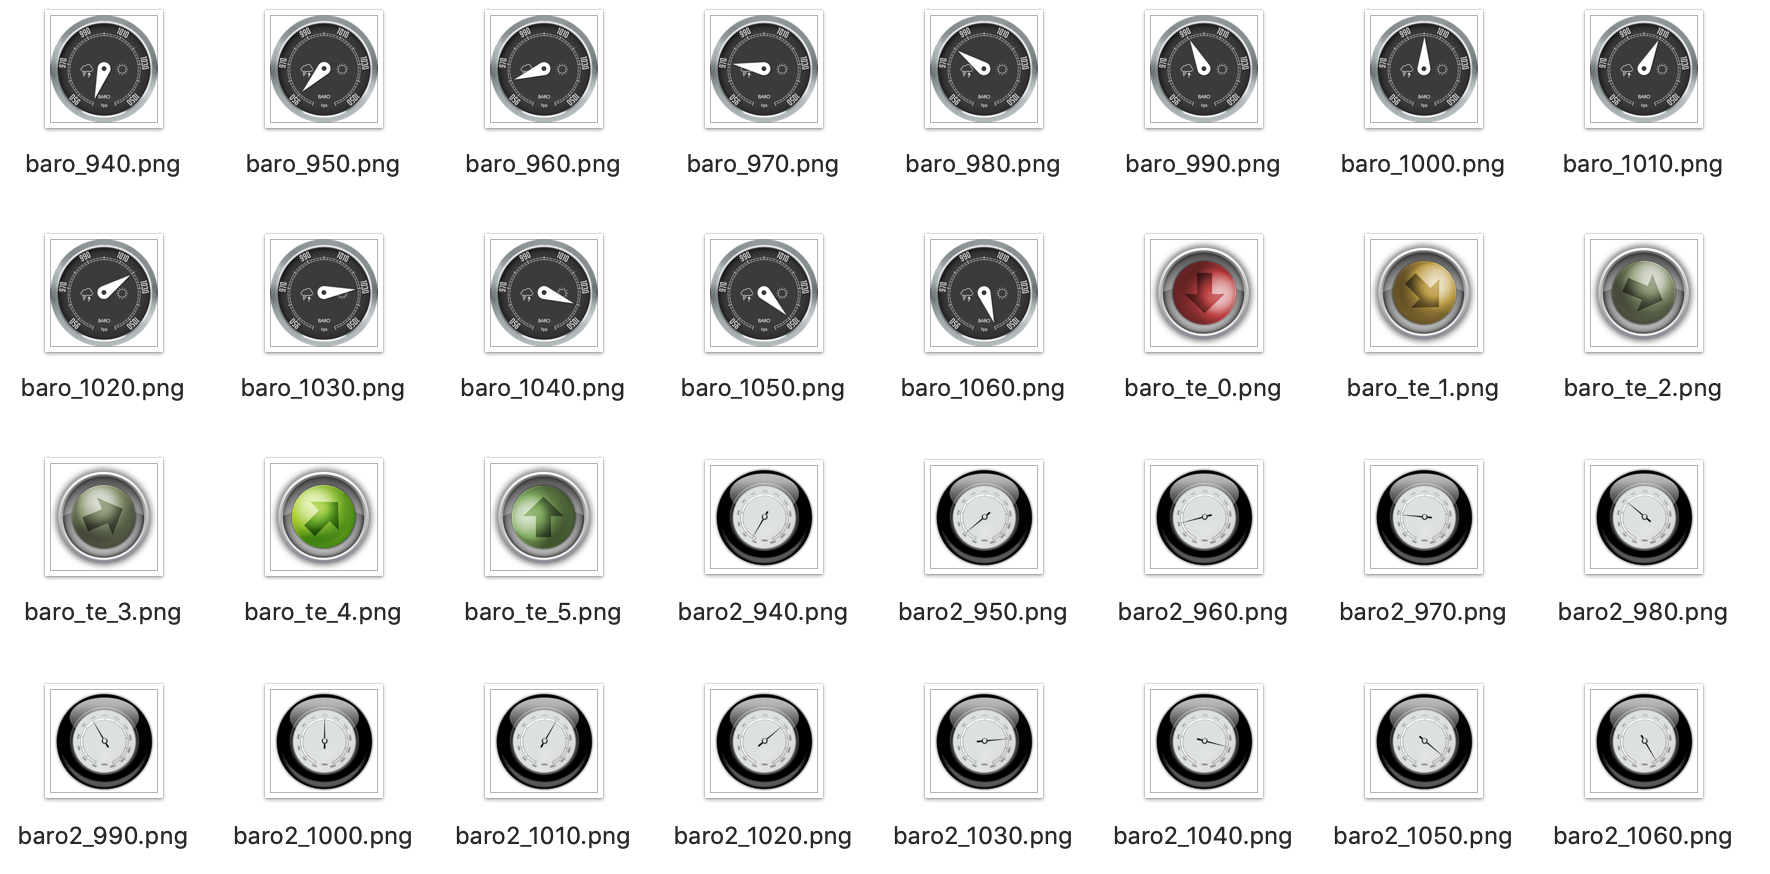 baro_940.png baro_950.png baro_960.png baro_970.png baro_980.png baro_990.png baro_1000.png baro_1010.png
baro_1020.png baro_1030.png baro_1040.png baro_1050.png baro_1060.png baro_te_0.png baro_te_1.png baro_te_2.png
baro_te_3.png baro_te_4.png baro_te_5.png baro2_940.png baro2_950.png baro2_960.png baro2_970.png baro2_980.png
baro2_990.png baro2_1000.png baro2_1010.png baro2_1020.png baro2_1030.png baro2_1040.png baro2_1050.png baro2_1060.png